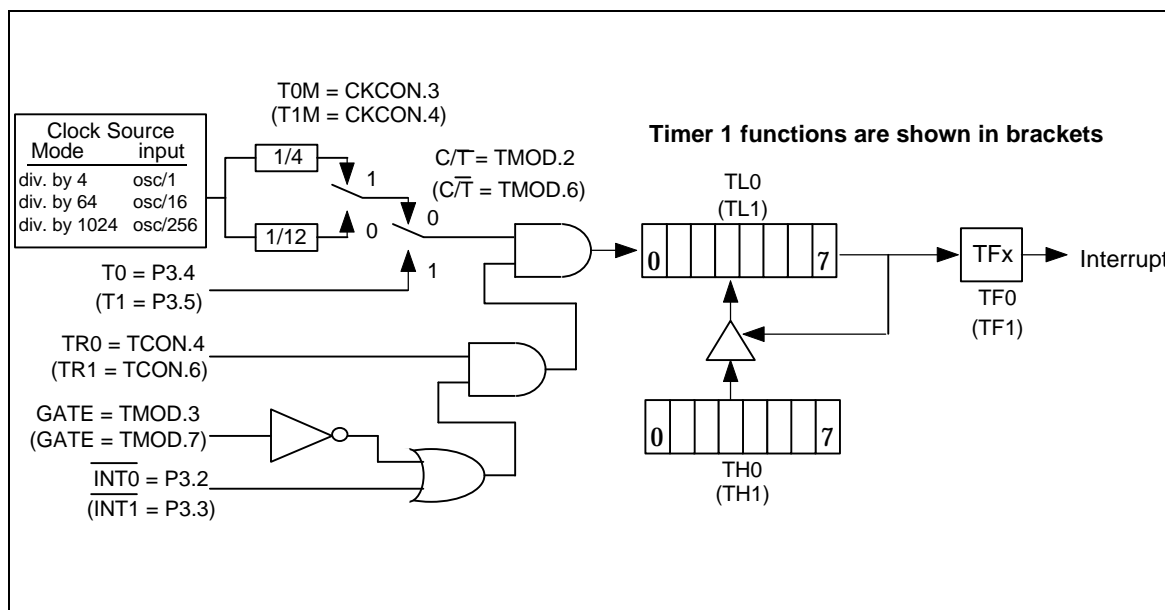 T0M = CKCON.3
(T1M = CKCON.4)
Clock Source
Mode input
div. by 4 osc/1
div. by 64 osc/16
div. by 1024 osc/256
1/4
1/12
1
0
Timer 1 functions are shown in brackets
C/T̅ = TMOD.2
(C/T̅ = TMOD.6)
0
1
T0 = P3.4
(T1 = P3.5)
TL0
(TL1)
0 7
TFx
Interrupt
TF0
(TF1)
TR0 = TCON.4
(TR1 = TCON.6)
GATE = TMOD.3
(GATE = TMOD.7)
I̅N̅T̅0̅ = P3.2
(I̅N̅T̅1̅ = P3.3)
0 7
TH0
(TH1)